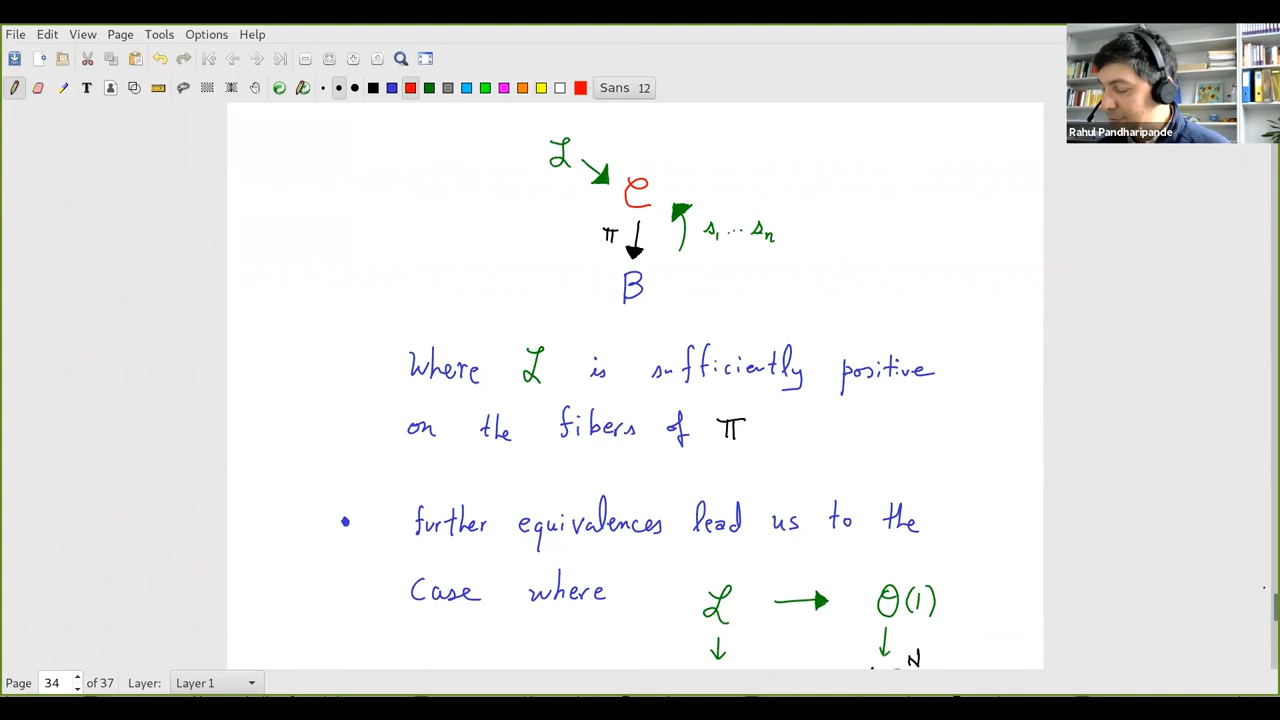 File Edit View Page Tools Options Help
T Sans 12
Rahul Pandharipande
ℒ
𝒞
π s₁ ... sₙ
B
Where ℒ is sufficiently positive
on the fibers of π
• further equivalences lead us to the
Case where ℒ → O(1)
N
Page 34 of 37 Layer: Layer 1